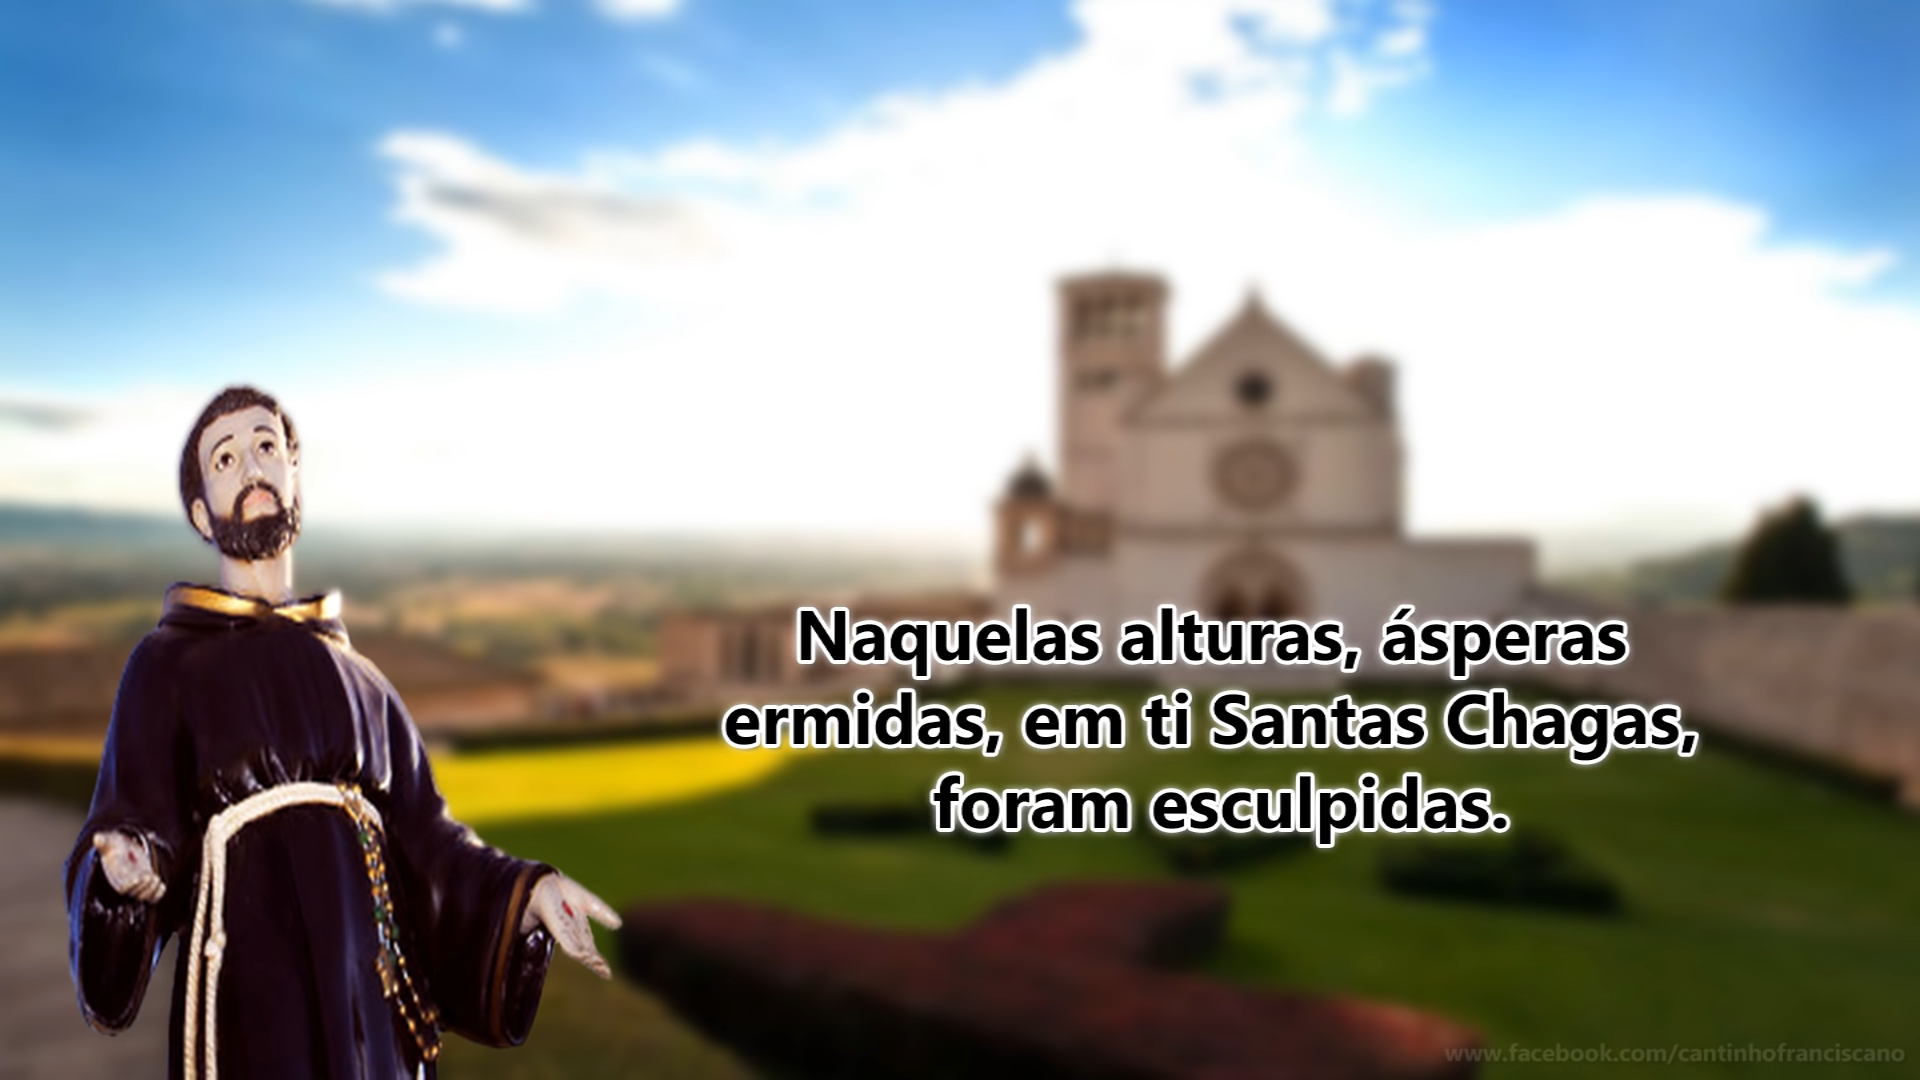 Naquelas alturas, ásperas
ermidas, em ti Santas Chagas,
foram esculpidas.
www.facebook.com/cantinhofranciscano